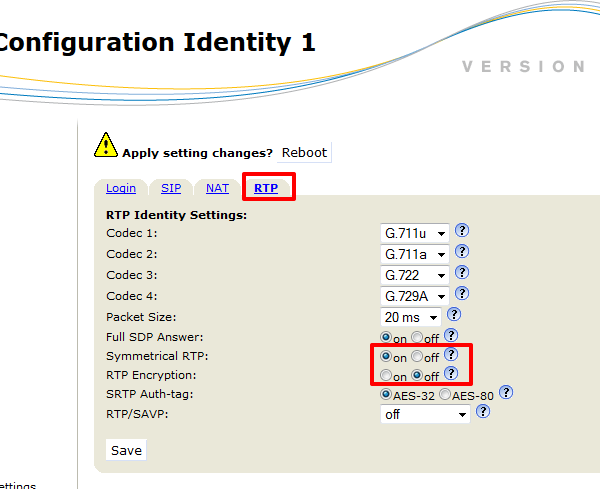 Configuration Identity 1
VERSION
Apply setting changes? Reboot
Login SIP NAT RTP
RTP Identity Settings:
Codec 1: G.711u ?
Codec 2: G.711a ?
Codec 3: G.722 ?
Codec 4: G.729A ?
Packet Size: 20 ms ?
Full SDP Answer: on off ?
Symmetrical RTP: on off ?
RTP Encryption: on off ?
SRTP Auth-tag: AES-32 AES-80 ?
RTP/SAVP: off ?
Save
ettings